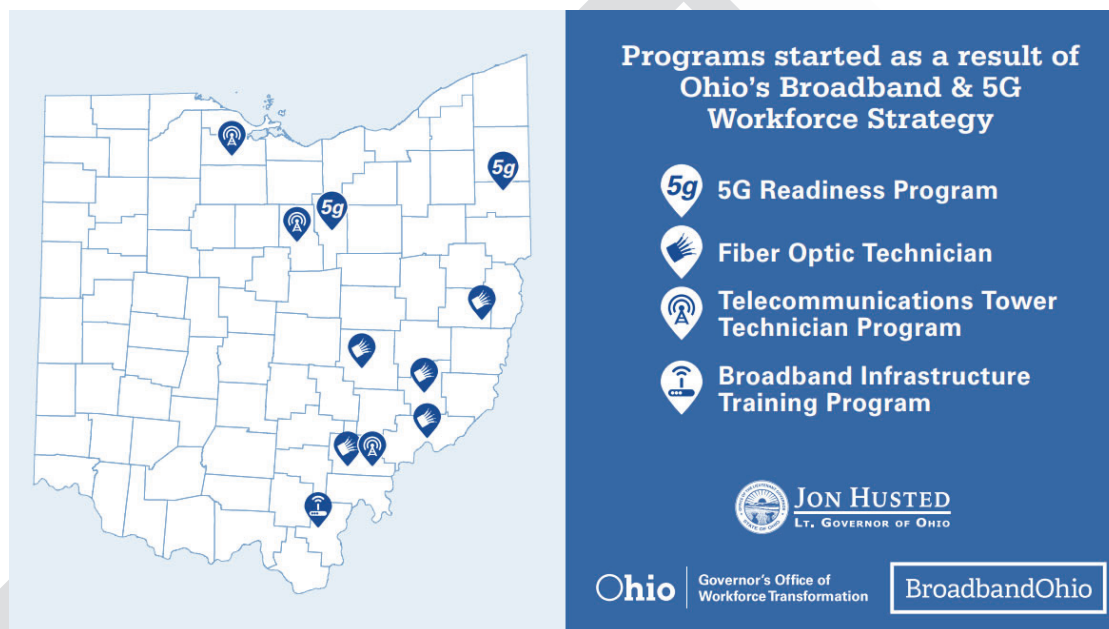 Programs started as a result of
Ohio's Broadband & 5G
Workforce Strategy
5g
5G Readiness Program
Fiber Optic Technician
Telecommunications Tower
Technician Program
Broadband Infrastructure
Training Program
5g
5g
JON HUSTED
LT. GOVERNOR OF OHIO
Ohio
Governor's Office of
Workforce Transformation
BroadbandOhio